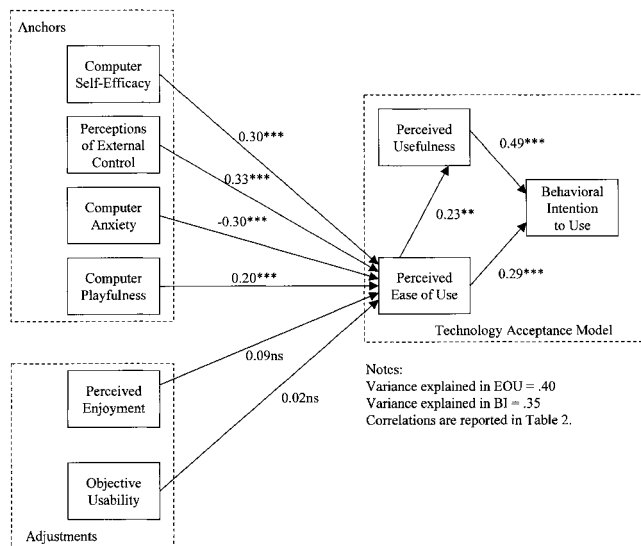 Anchors
Computer
Self-Efficacy
Perceptions
of External
Control
Computer
Anxiety
Computer
Playfulness
0.30***
0.33***
-0.30***
0.20***
0.09ns
0.02ns
Perceived
Usefulness
0.49***
Behavioral
Intention
to Use
0.23**
0.29***
Perceived
Ease of Use
Technology Acceptance Model
Perceived
Enjoyment
Objective
Usability
Adjustments
Notes:
Variance explained in EOU = .40
Variance explained in BI = .35
Correlations are reported in Table 2.